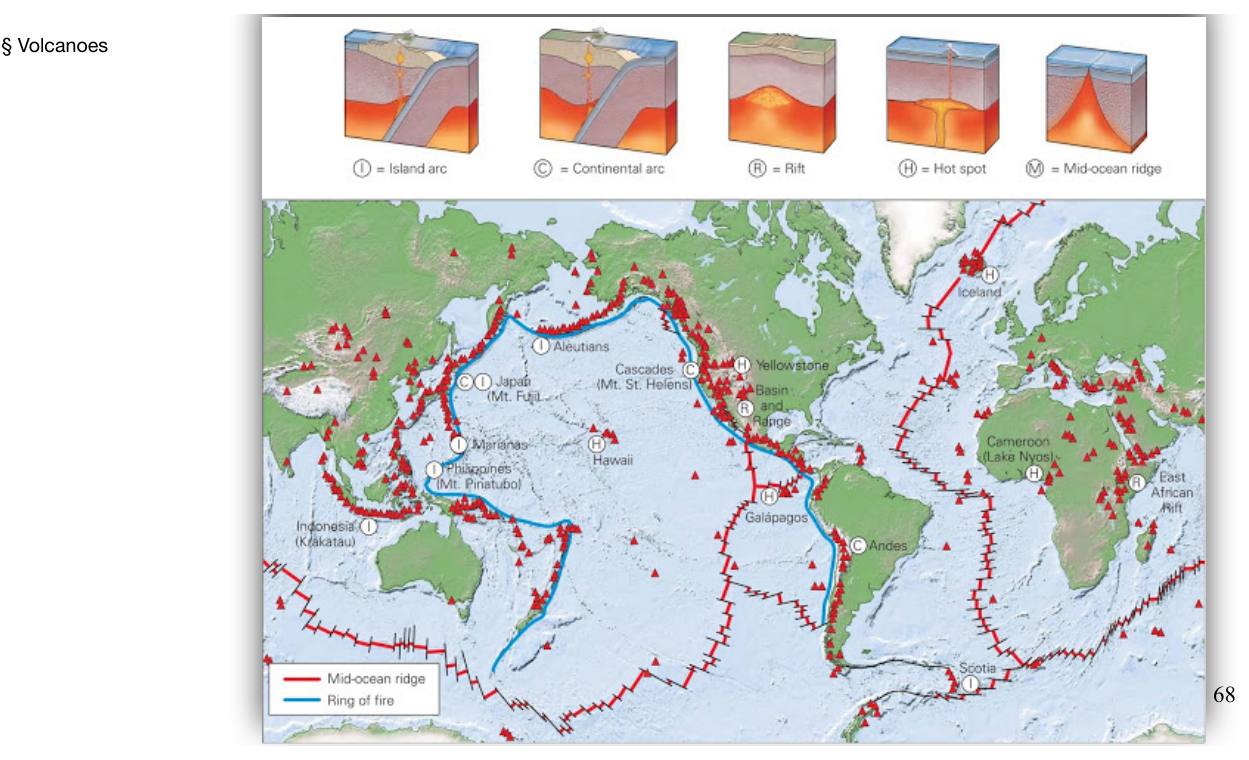 § Volcanoes
I = Island arc
C = Continental arc
R = Rift
H = Hot spot
M = Mid-ocean ridge
H
Iceland
I Aleutians
Cascades C
(Mt. St. Helens)
H Yellowstone
C I Japan
(Mt. Fuji)
Basin
R and
Range
I Marianas
H
Hawaii
Cameroon
(Lake Nyos)
H
I Philippines
(Mt. Pinatubo)
R East
African
Rift
H
Galápagos
Indonesia I
(Krakatau)
C Andes
Scotia
I
Mid-ocean ridge
Ring of fire
68